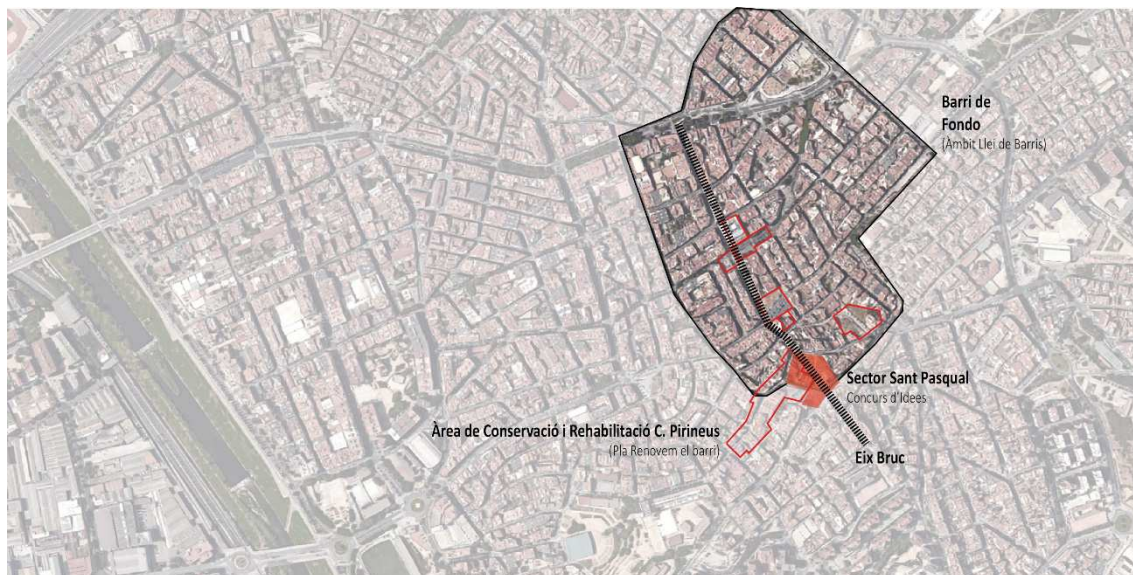 Barri de
Fondo
(Àmbit Llei de Barris)
Sector Sant Pasqual
Concurs d'Idees
Àrea de Conservació i Rehabilitació C. Pirineus
(Pla Renovem el barri)
Eix Bruc